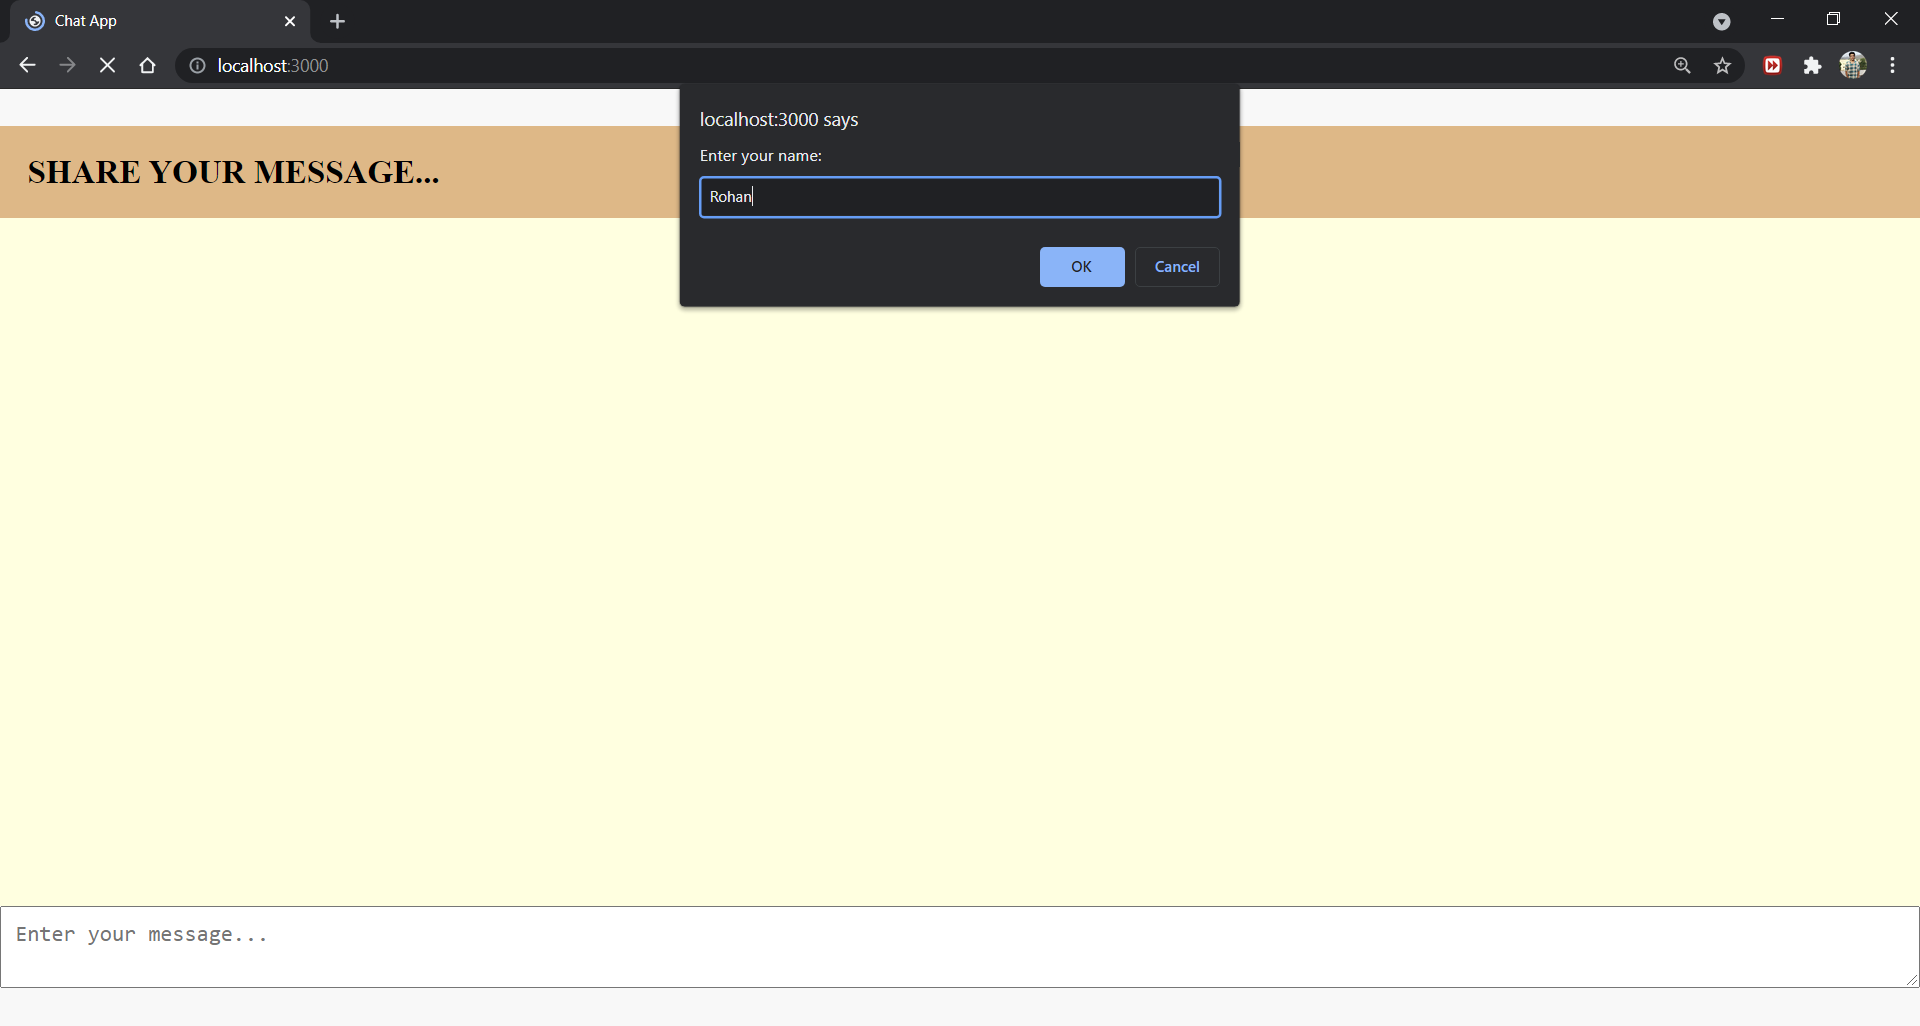 Chat App
localhost:3000
localhost:3000 says
Enter your name:
Rohan
OK
Cancel
SHARE YOUR MESSAGE...
Enter your message...